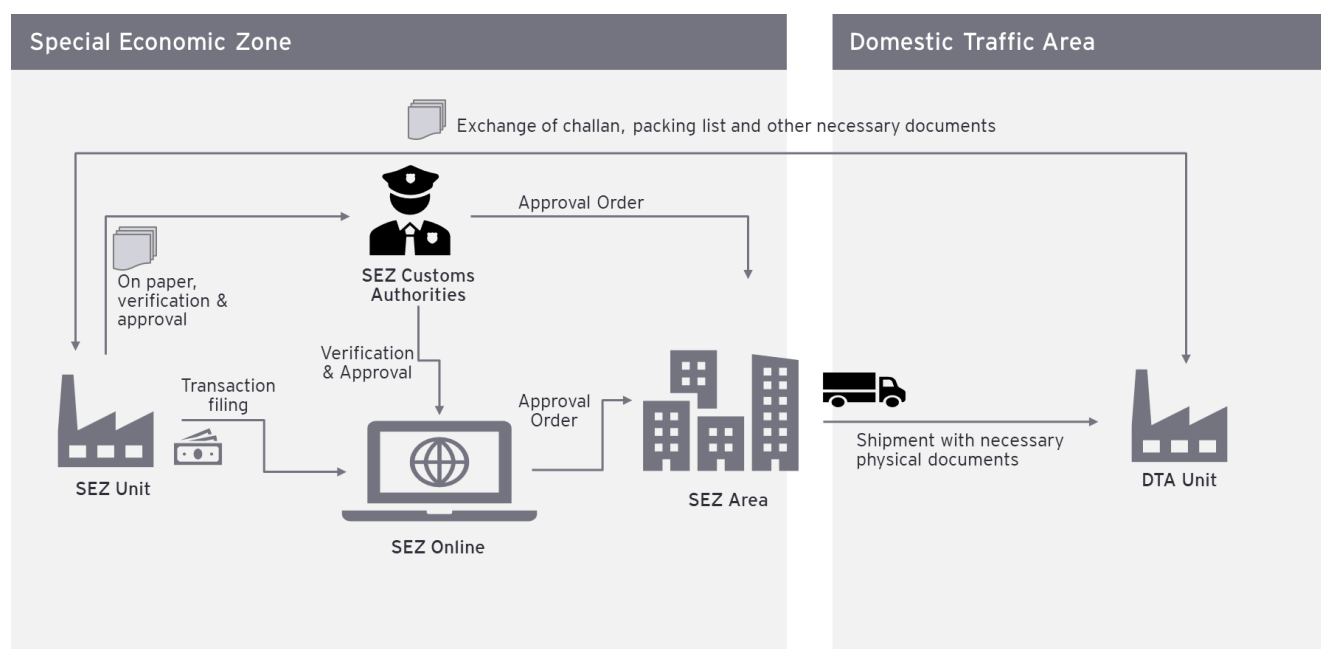 Special Economic Zone
Domestic Traffic Area
Exchange of challan, packing list and other necessary documents
Approval Order
SEZ Customs
Authorities
On paper,
verification &
approval
Verification
& Approval
Transaction
filing
Approval
Order
Shipment with necessary
physical documents
SEZ Unit
SEZ Area
DTA Unit
SEZ Online